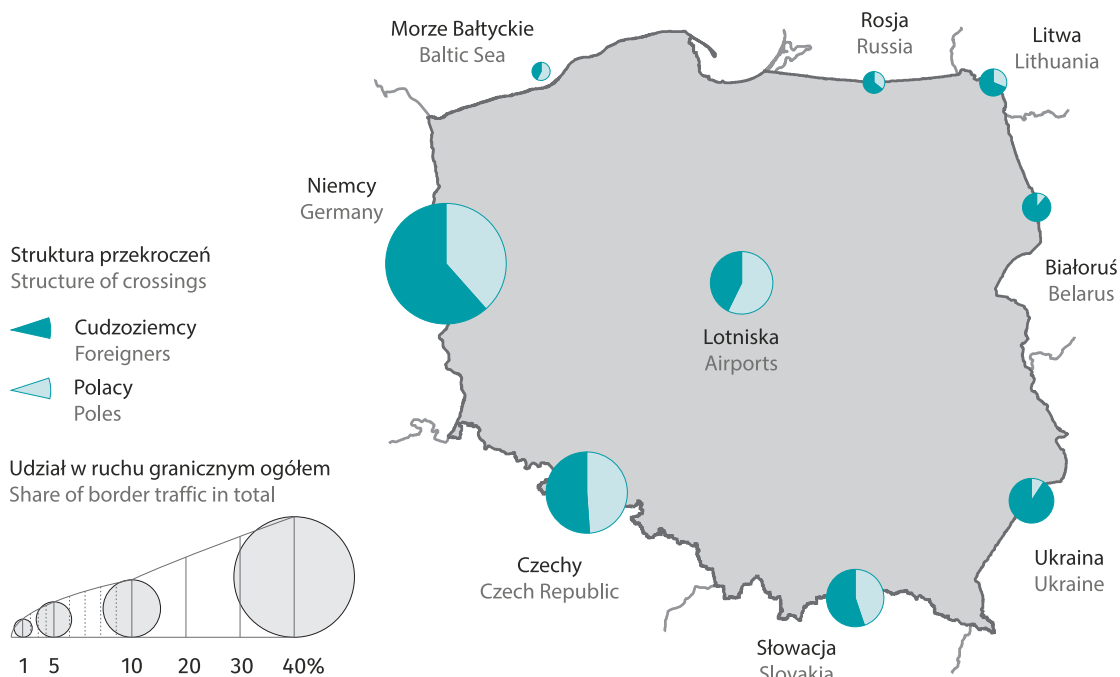 Morze Bałtyckie
Baltic Sea
Rosja
Russia
Litwa
Lithuania
Niemcy
Germany
Struktura przekroczeń
Structure of crossings
Cudzoziemcy
Foreigners
Polacy
Poles
Białoruś
Belarus
Lotniska
Airports
Udział w ruchu granicznym ogółem
Share of border traffic in total
1 5 10 20 30 40%
Czechy
Czech Republic
Ukraina
Ukraine
Słowacja
Slovakia